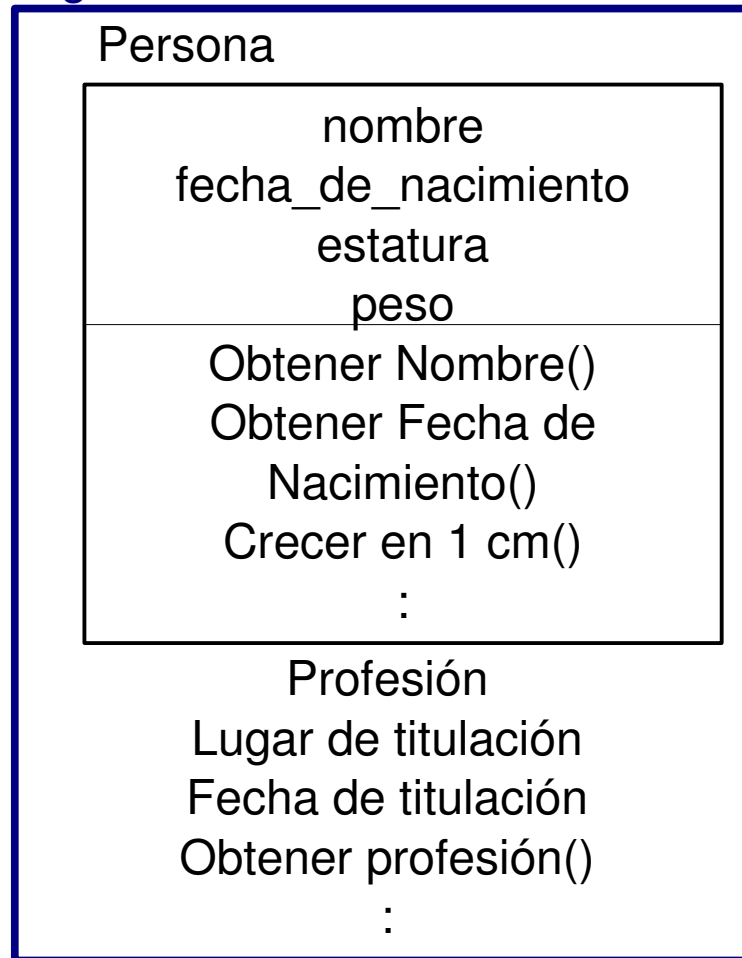 Persona
nombre
fecha_de_nacimiento
estatura
peso
Obtener Nombre()
Obtener Fecha de
Nacimiento()
Crecer en 1 cm()
:
Profesión
Lugar de titulación
Fecha de titulación
Obtener profesión()
: